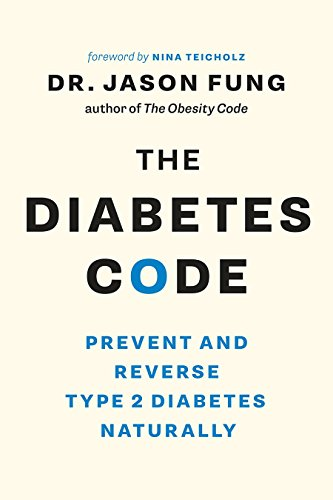 foreword by NINA TEICHOLZ
DR. JASON FUNG
author of The Obesity Code
THE
DIABETES
CODE
PREVENT AND
REVERSE
TYPE 2 DIABETES
NATURALLY